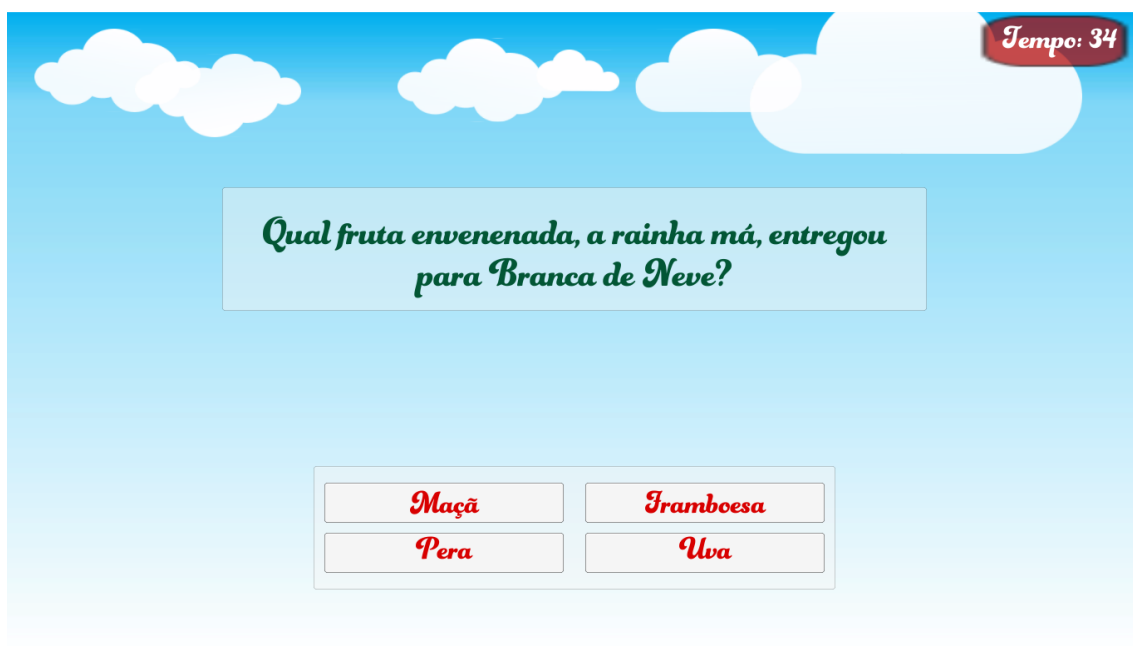 Tempo: 34
Qual fruta envenenada, a rainha má, entregou
para Branca de Neve?
Maçã
Framboesa
Pera
Uva